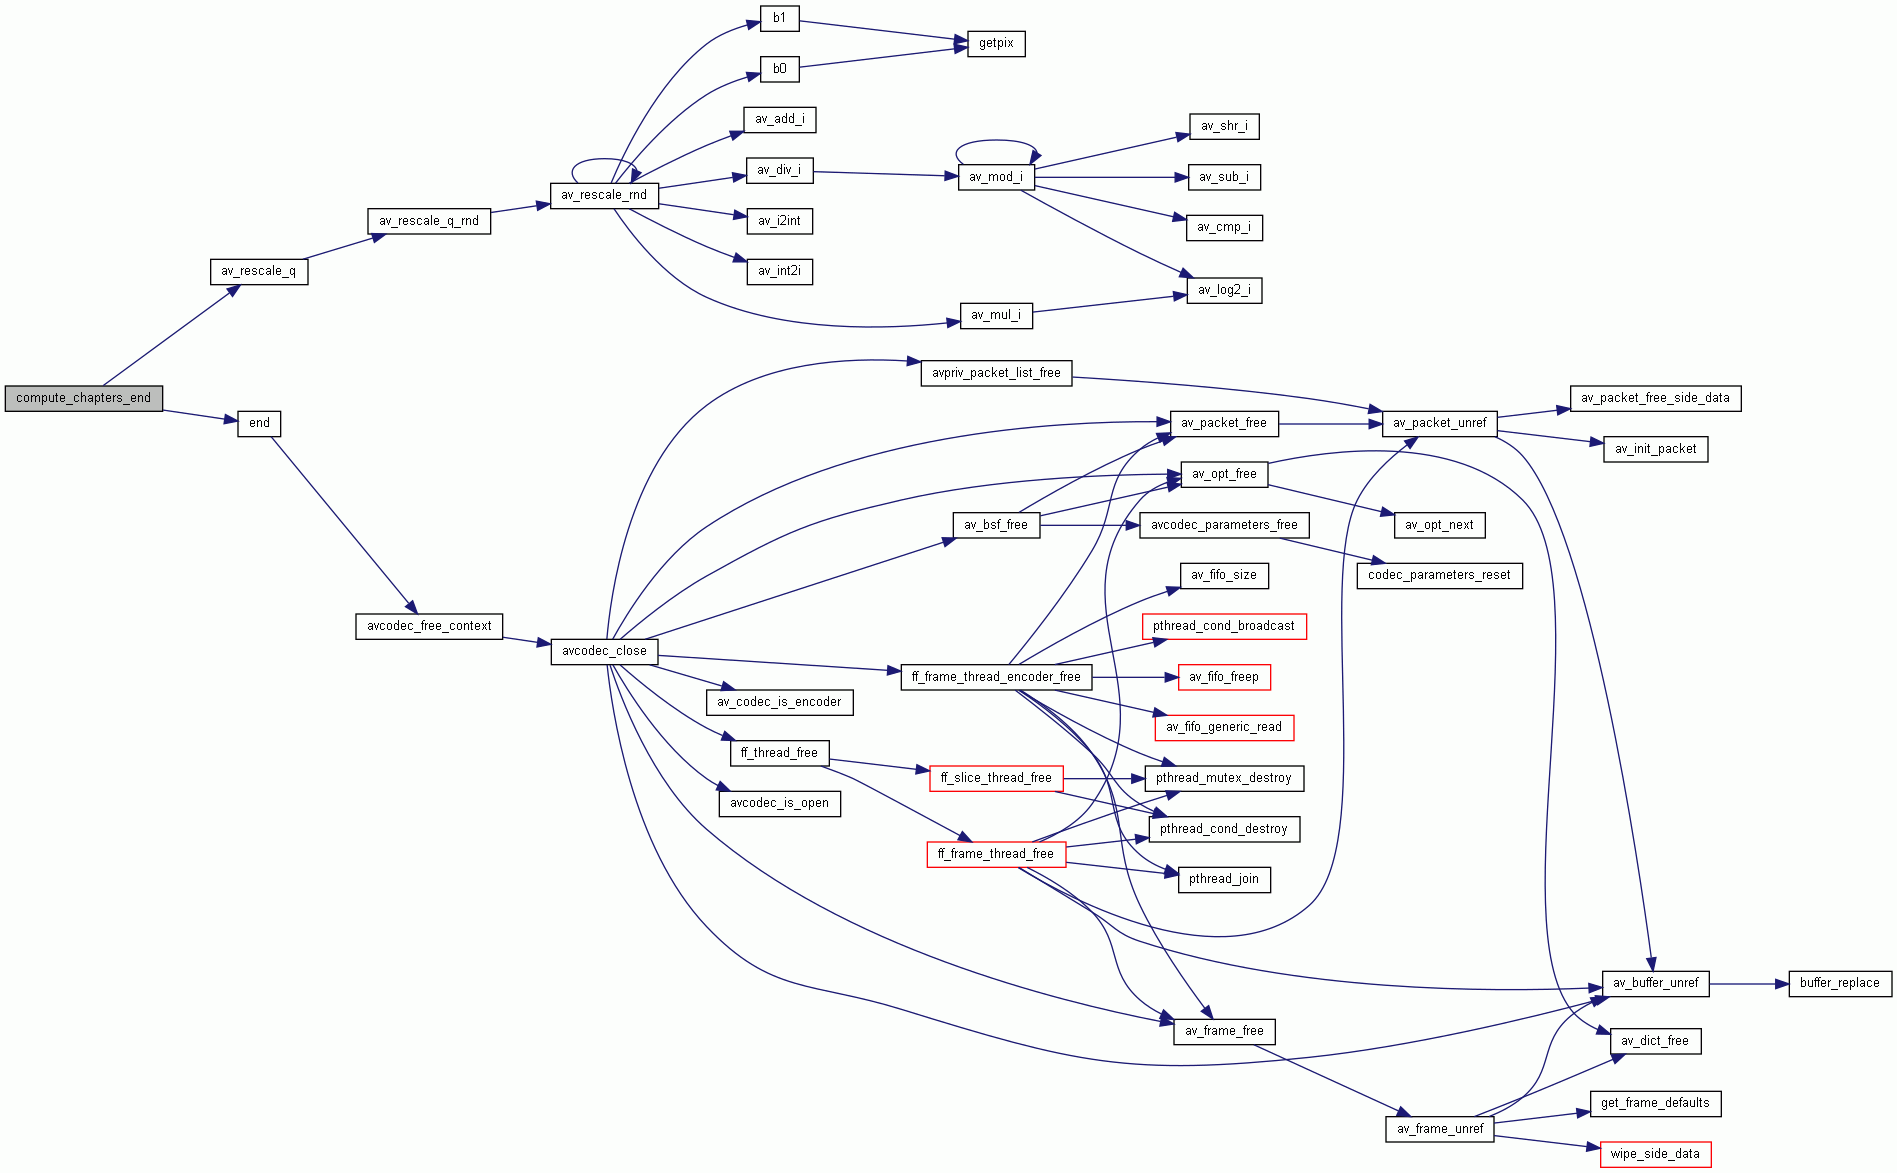 b1
getpix
b0
av_add_i
av_shr_i
av_div_i
av_mod_i
av_sub_i
av_rescale_rnd
av_rescale_q_rnd
av_i2int
av_cmp_i
av_rescale_q
av_int2i
av_log2_i
av_mul_i
avpriv_packet_list_free
compute_chapters_end
av_packet_free_side_data
end
av_packet_free
av_packet_unref
av_init_packet
av_opt_free
av_bsf_free
avcodec_parameters_free
av_opt_next
av_fifo_size
codec_parameters_reset
avcodec_free_context
pthread_cond_broadcast
avcodec_close
ff_frame_thread_encoder_free
av_fifo_freep
av_codec_is_encoder
av_fifo_generic_read
ff_thread_free
ff_slice_thread_free
pthread_mutex_destroy
avcodec_is_open
pthread_cond_destroy
ff_frame_thread_free
pthread_join
av_buffer_unref
buffer_replace
av_frame_free
av_dict_free
get_frame_defaults
av_frame_unref
wipe_side_data